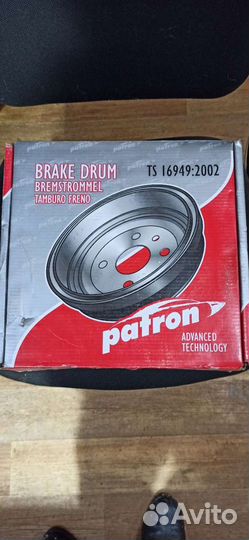 BRAKE DRUM
BREMSTROMMEL
TAMBURO FRENO
TS 16949:2002
patron
ADVANCED
TECHNOLOGY
Avito